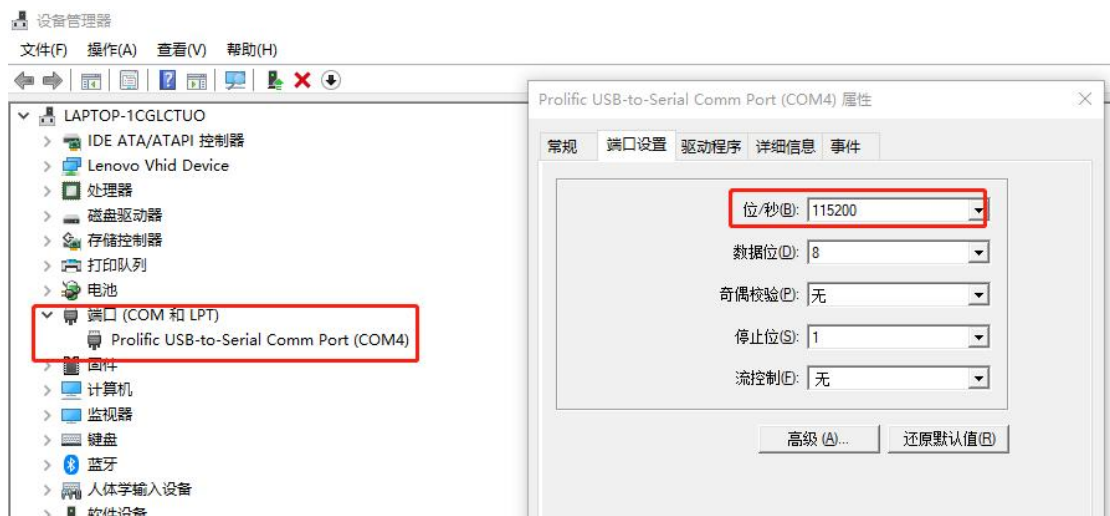 设备管理器
文件(F) 操作(A) 查看(V) 帮助(H)
LAPTOP-1CGLCTUO
IDE ATA/ATAPI 控制器
Lenovo Vhid Device
处理器
磁盘驱动器
存储控制器
打印队列
电池
端口 (COM 和 LPT)
Prolific USB-to-Serial Comm Port (COM4)
固件
计算机
监视器
键盘
蓝牙
人体学输入设备
软件设备
Prolific USB-to-Serial Comm Port (COM4) 属性
常规 端口设置 驱动程序 详细信息 事件
位/秒(B): 115200
数据位(D): 8
奇偶校验(P): 无
停止位(S): 1
流控制(F): 无
高级(A)... 还原默认值(R)